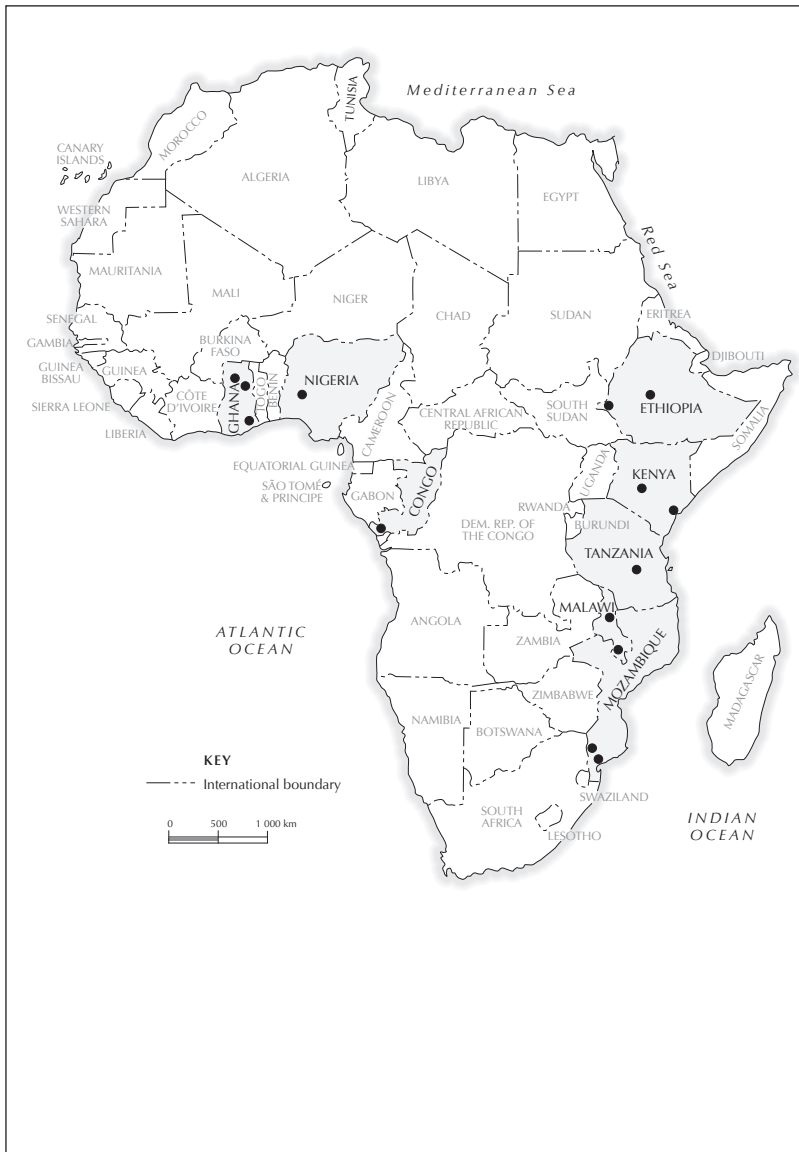 Mediterranean Sea
TUNISIA
MOROCCO
CANARY
ISLANDS
ALGERIA
LIBYA
EGYPT
WESTERN
SAHARA
Red Sea
MAURITANIA
MALI
NIGER
CHAD
SUDAN
ERITREA
SENEGAL
GAMBIA
BURKINA
FASO
DJIBOUTI
GUINEA
BISSAU
GUINEA
NIGERIA
CÔTE
D'IVOIRE
GHANA
TOGO
BENIN
SIERRA LEONE
LIBERIA
CAMEROON
CENTRAL AFRICAN
REPUBLIC
SOUTH
SUDAN
ETHIOPIA
SOMALIA
EQUATORIAL GUINEA
SÃO TOMÉ
& PRINCIPE
GABON
CONGO
UGANDA
KENYA
RWANDA
BURUNDI
DEM. REP. OF
THE CONGO
TANZANIA
MALAWI
ANGOLA
ZAMBIA
MOZAMBIQUE
ATLANTIC
OCEAN
MADAGASCAR
ZIMBABWE
NAMIBIA
BOTSWANA
KEY
International boundary
SWAZILAND
SOUTH
AFRICA
LESOTHO
INDIAN
OCEAN
0 500 1 000 km